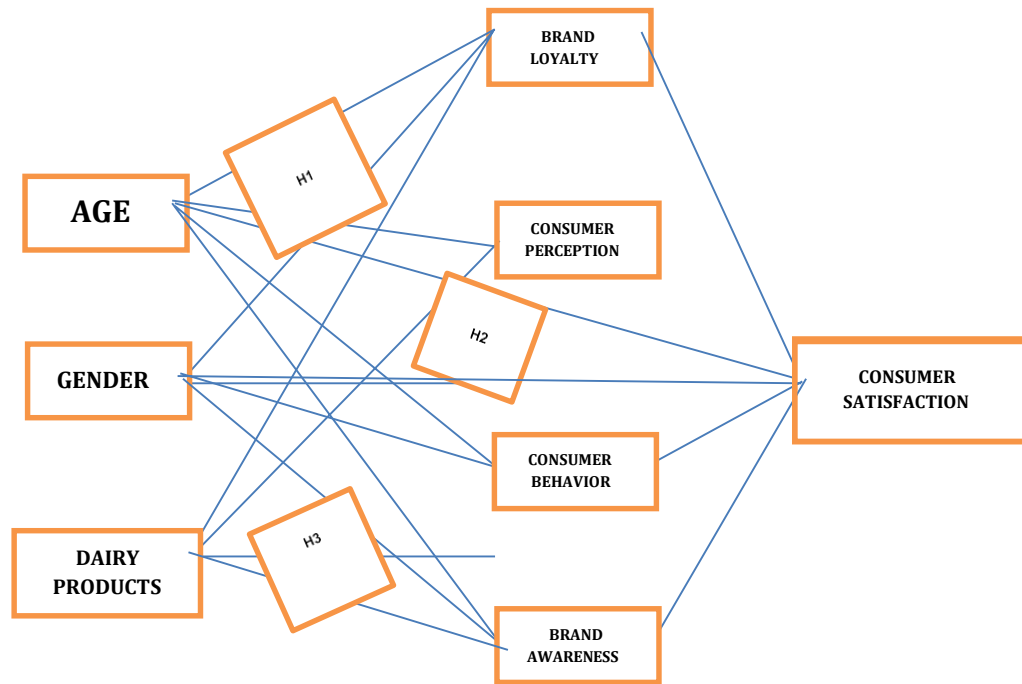 BRAND
LOYALTY
H1
AGE
CONSUMER
PERCEPTION
H2
GENDER
CONSUMER
SATISFACTION
CONSUMER
BEHAVIOR
H3
DAIRY
PRODUCTS
BRAND
AWARENESS